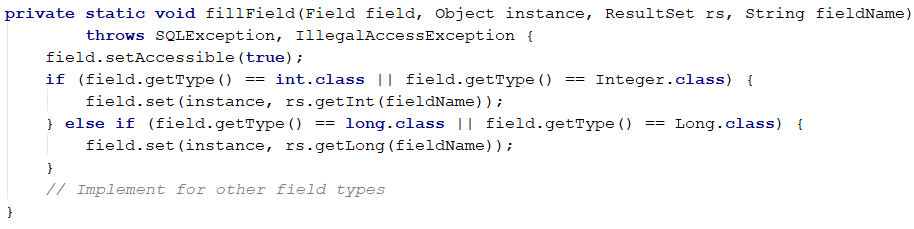 private static void fillField(Field field, Object instance, ResultSet rs, String fieldName)
        throws SQLException, IllegalAccessException {
    field.setAccessible(true);
    if (field.getType() == int.class || field.getType() == Integer.class) {
        field.set(instance, rs.getInt(fieldName));
    } else if (field.getType() == long.class || field.getType() == Long.class) {
        field.set(instance, rs.getLong(fieldName));
    }
    // Implement for other field types
}